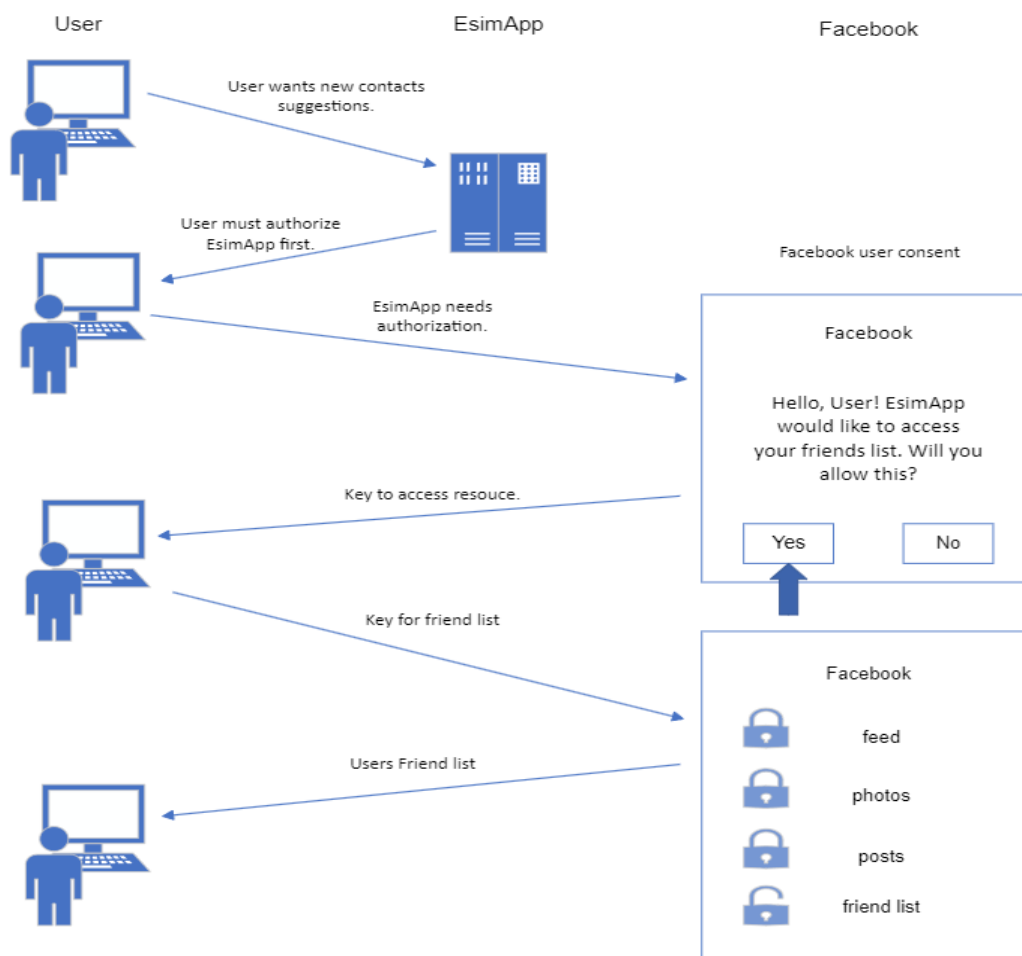 User
EsimApp
Facebook
User wants new contacts
suggestions.
User must authorize
EsimApp first.
Facebook user consent
EsimApp needs
authorization.
Facebook
Hello, User! EsimApp
would like to access
your friends list. Will you
allow this?
Key to access resouce.
Yes
No
Key for friend list
Facebook
feed
Users Friend list
photos
posts
friend list